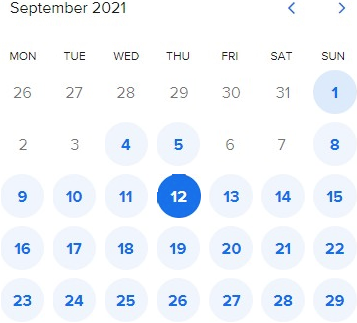 September 2021
MON TUE WED THU FRI SAT SUN
26 27 28 29 30 31 1
2 3 4 5 6 7 8
9 10 11 12 13 14 15
16 17 18 19 20 21 22
23 24 25 26 27 28 29